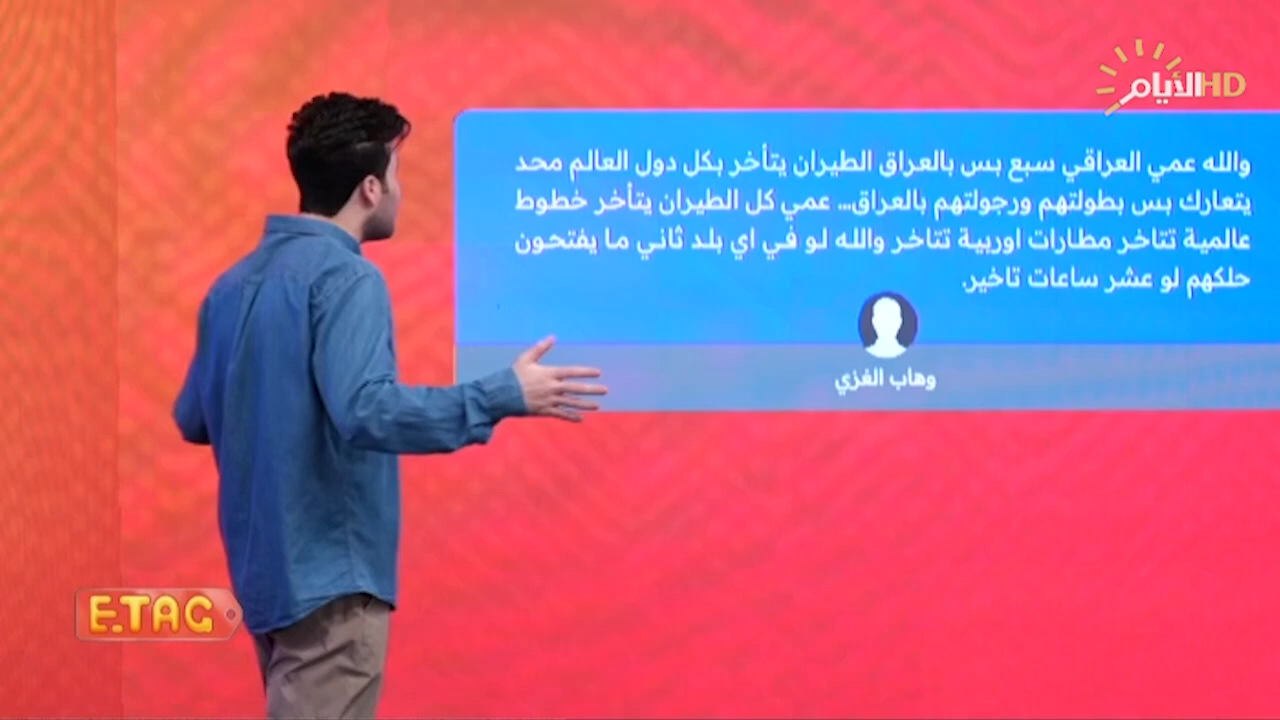 الأيام HD
والله عمي العراقي سبع بس بالعراق الطيران يتأخر بكل دول العالم محد
يتعارك بس بطولتهم ورجولتهم بالعراق... عمي كل الطيران يتأخر خطوط
عالمية تتاخر مطارات اوربية تتاخر والله لو في اي بلد ثاني ما يفتحون
حلكهم لو عشر ساعات تاخير.
وهاب الغزي
E.TAG